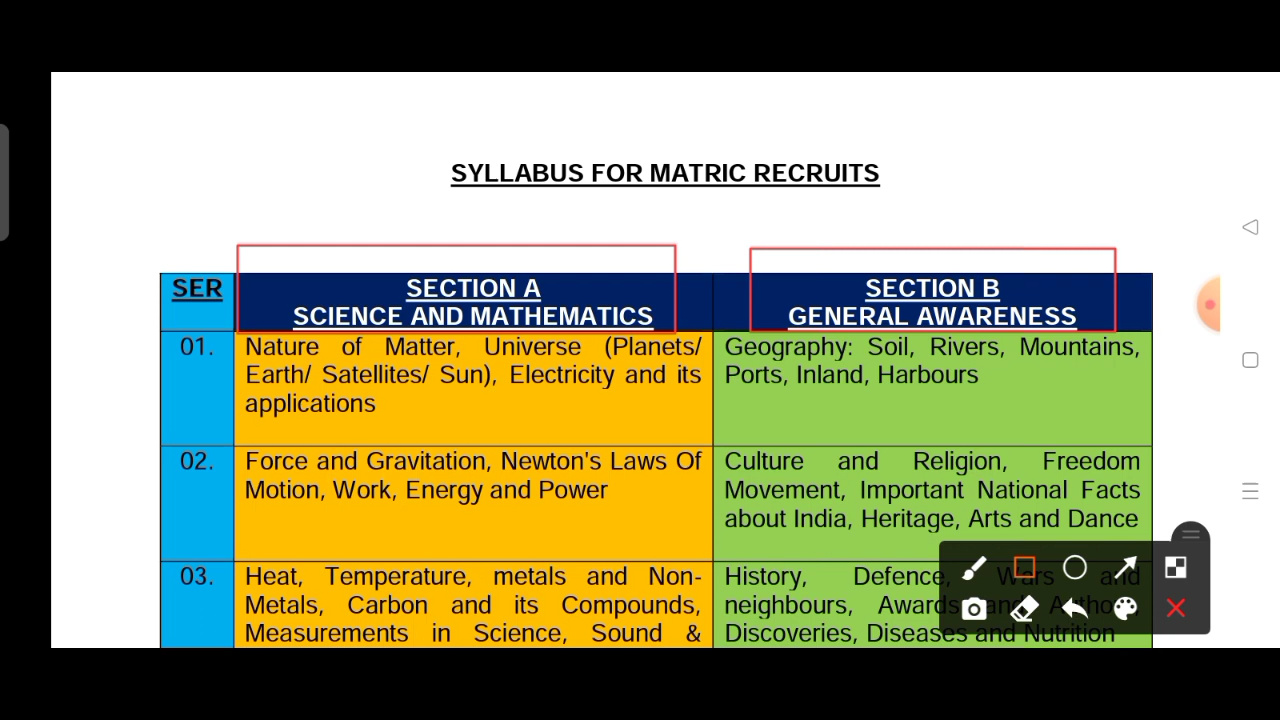 SYLLABUS FOR MATRIC RECRUITS
SER
SECTION A
SCIENCE AND MATHEMATICS
SECTION B
GENERAL AWARENESS
01.
Nature of Matter, Universe (Planets/
Earth/ Satellites/ Sun), Electricity and its
applications
Geography: Soil, Rivers, Mountains,
Ports, Inland, Harbours
02.
Force and Gravitation, Newton's Laws Of
Motion, Work, Energy and Power
Culture and Religion, Freedom
Movement, Important National Facts
about India, Heritage, Arts and Dance
03.
Heat, Temperature, metals and Non-
Metals, Carbon and its Compounds,
Measurements in Science, Sound &
History, Defence, Wars and
neighbours, Awards and
Discoveries, Diseases and Nutrition